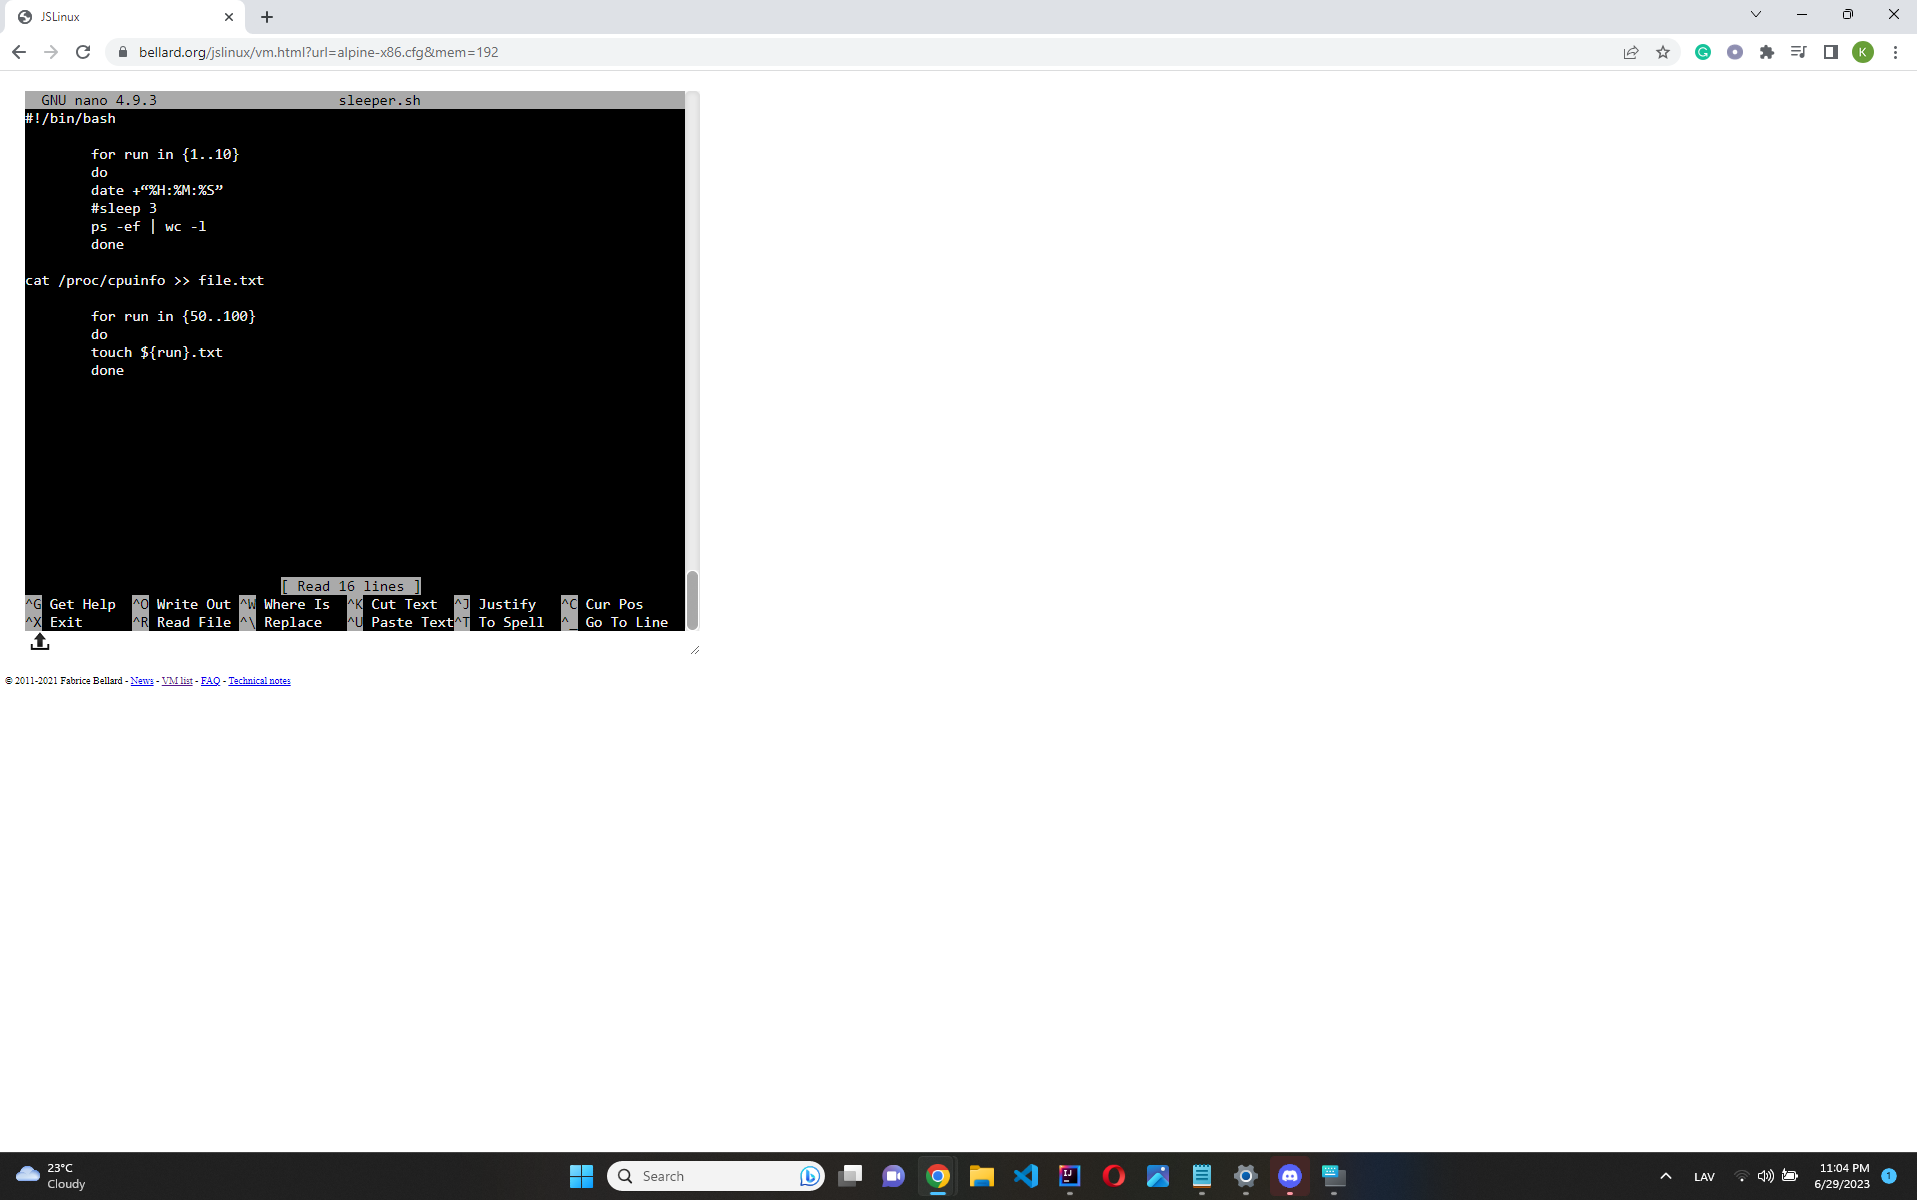 JSLinux
bellard.org/jslinux/vm.html?url=alpine-x86.cfg&mem=192
K
GNU nano 4.9.3 sleeper.sh
#!/bin/bash
for run in {1..10}
do
date +“%H:%M:%S”
#sleep 3
ps -ef | wc -l
done
cat /proc/cpuinfo >> file.txt
for run in {50..100}
do
touch ${run}.txt
done
[ Read 16 lines ]
^G Get Help ^O Write Out ^W Where Is ^K Cut Text ^J Justify ^C Cur Pos
^X Exit ^R Read File ^\ Replace ^U Paste Text ^T To Spell ^_ Go To Line
© 2011-2021 Fabrice Bellard - News - VM list - FAQ - Technical notes
23°C
Cloudy
Search
LAV
11:04 PM
6/29/2023
1